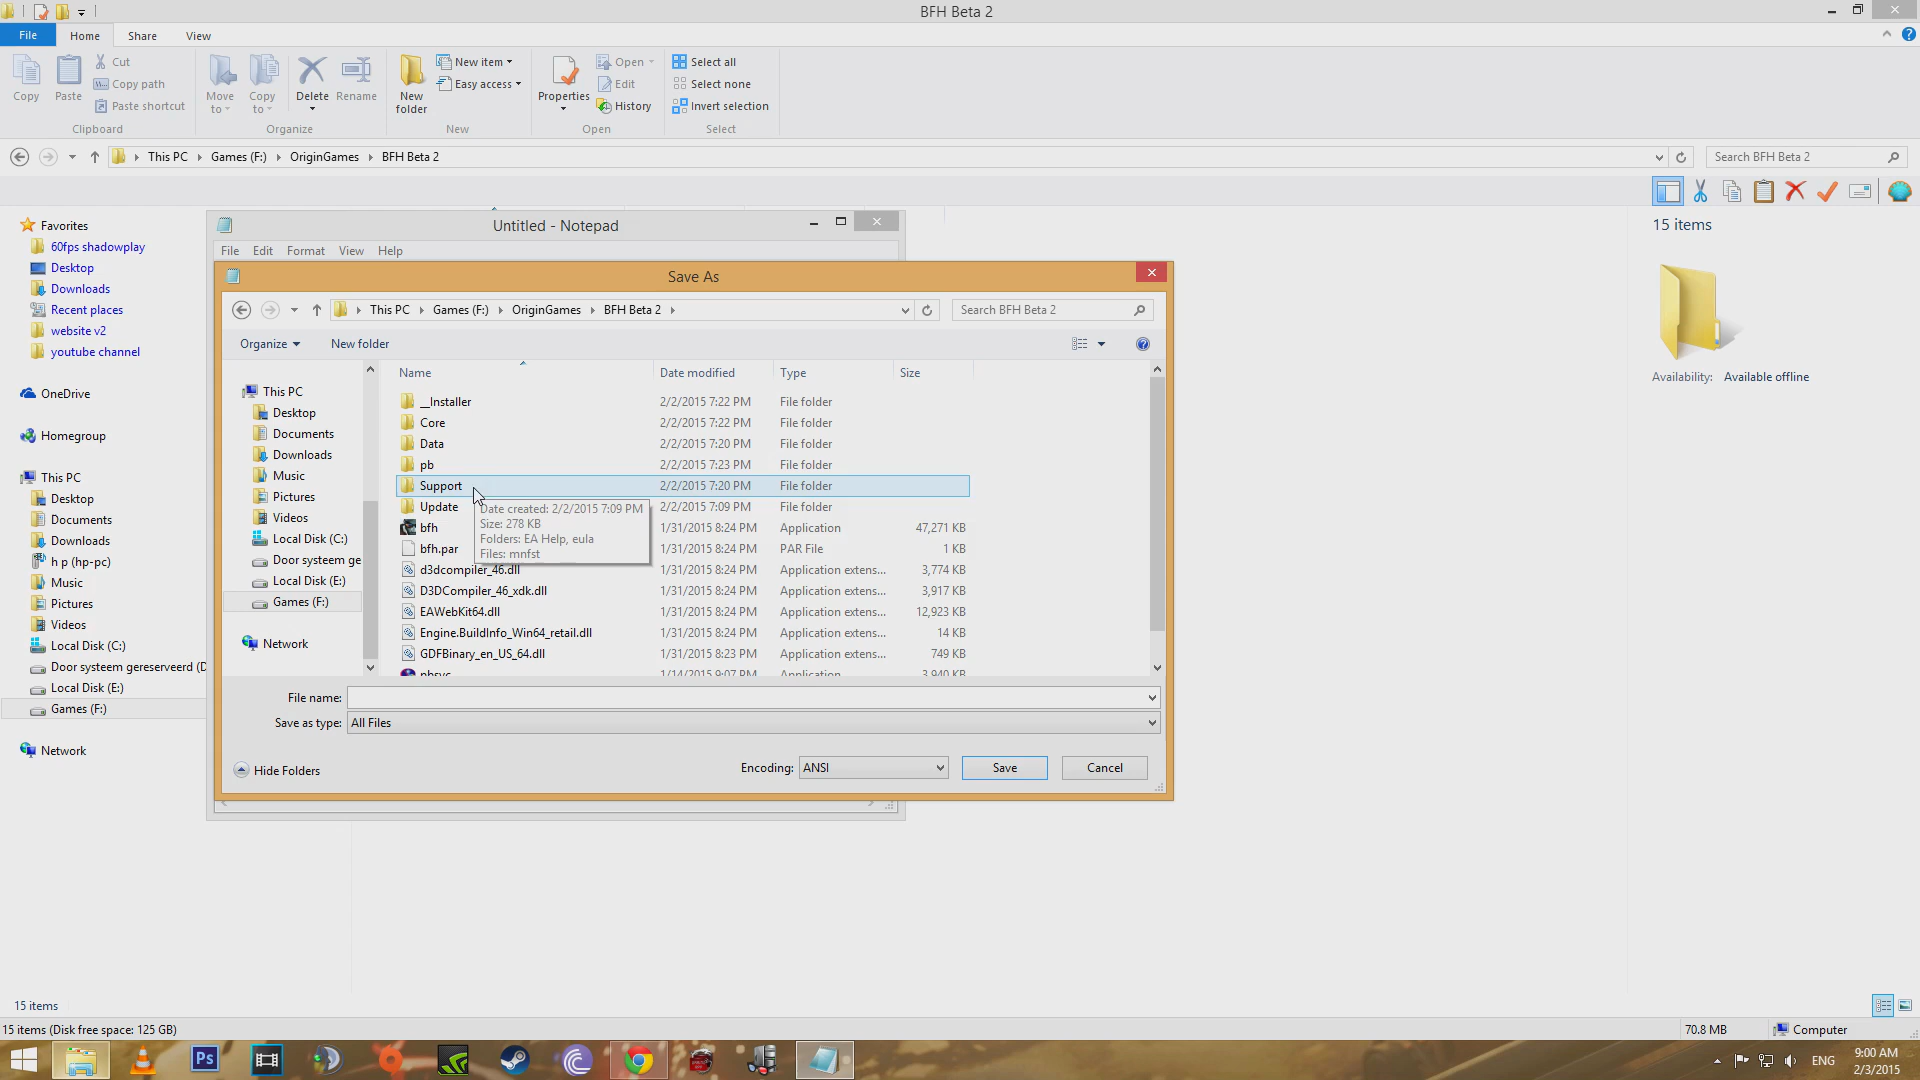 BFH Beta 2
File Home Share View
Copy Paste Cut Copy path Paste shortcut
Move to Copy to Delete Rename
New folder New item Easy access
Properties Open Edit History
Select all Select none Invert selection
Clipboard Organize New Open Select
This PC Games (F:) OriginGames BFH Beta 2 Search BFH Beta 2
15 items
Availability: Available offline
Favorites
60fps shadowplay
Desktop
Downloads
Recent places
website v2
youtube channel
OneDrive
Homegroup
This PC
Desktop
Documents
Downloads
h p (hp-pc)
Music
Pictures
Videos
Local Disk (C:)
Door systeem gereserveerd (D
Local Disk (E:)
Games (F:)
Network
Untitled - Notepad
File Edit Format View Help
Save As
This PC Games (F:) OriginGames BFH Beta 2 Search BFH Beta 2
Organize New folder
This PC
Desktop
Documents
Downloads
Music
Pictures
Videos
Local Disk (C:)
Door systeem ge
Local Disk (E:)
Games (F:)
Network
Name Date modified Type Size
__Installer 2/2/2015 7:22 PM File folder
Core 2/2/2015 7:22 PM File folder
Data 2/2/2015 7:20 PM File folder
pb 2/2/2015 7:23 PM File folder
Support 2/2/2015 7:20 PM File folder
Update 2/2/2015 7:09 PM File folder
bfh 1/31/2015 8:24 PM Application 47,271 KB
bfh.par 1/31/2015 8:24 PM PAR File 1 KB
d3dcompiler_46.dll 1/31/2015 8:24 PM Application extens... 3,774 KB
D3DCompiler_46_xdk.dll 1/31/2015 8:24 PM Application extens... 3,917 KB
EAWebKit64.dll 1/31/2015 8:24 PM Application extens... 12,923 KB
Engine.BuildInfo_Win64_retail.dll 1/31/2015 8:24 PM Application extens... 14 KB
GDFBinary_en_US_64.dll 1/31/2015 8:23 PM Application extens... 749 KB
pbsvc 1/14/2015 9:07 PM Application 3,940 KB
Date created: 2/2/2015 7:09 PM
Size: 278 KB
Folders: EA Help, eula
Files: mnfst
File name:
Save as type: All Files
Hide Folders Encoding: ANSI Save Cancel
15 items
15 items (Disk free space: 125 GB) 70.8 MB Computer
Ps
ENG 9:00 AM
2/3/2015